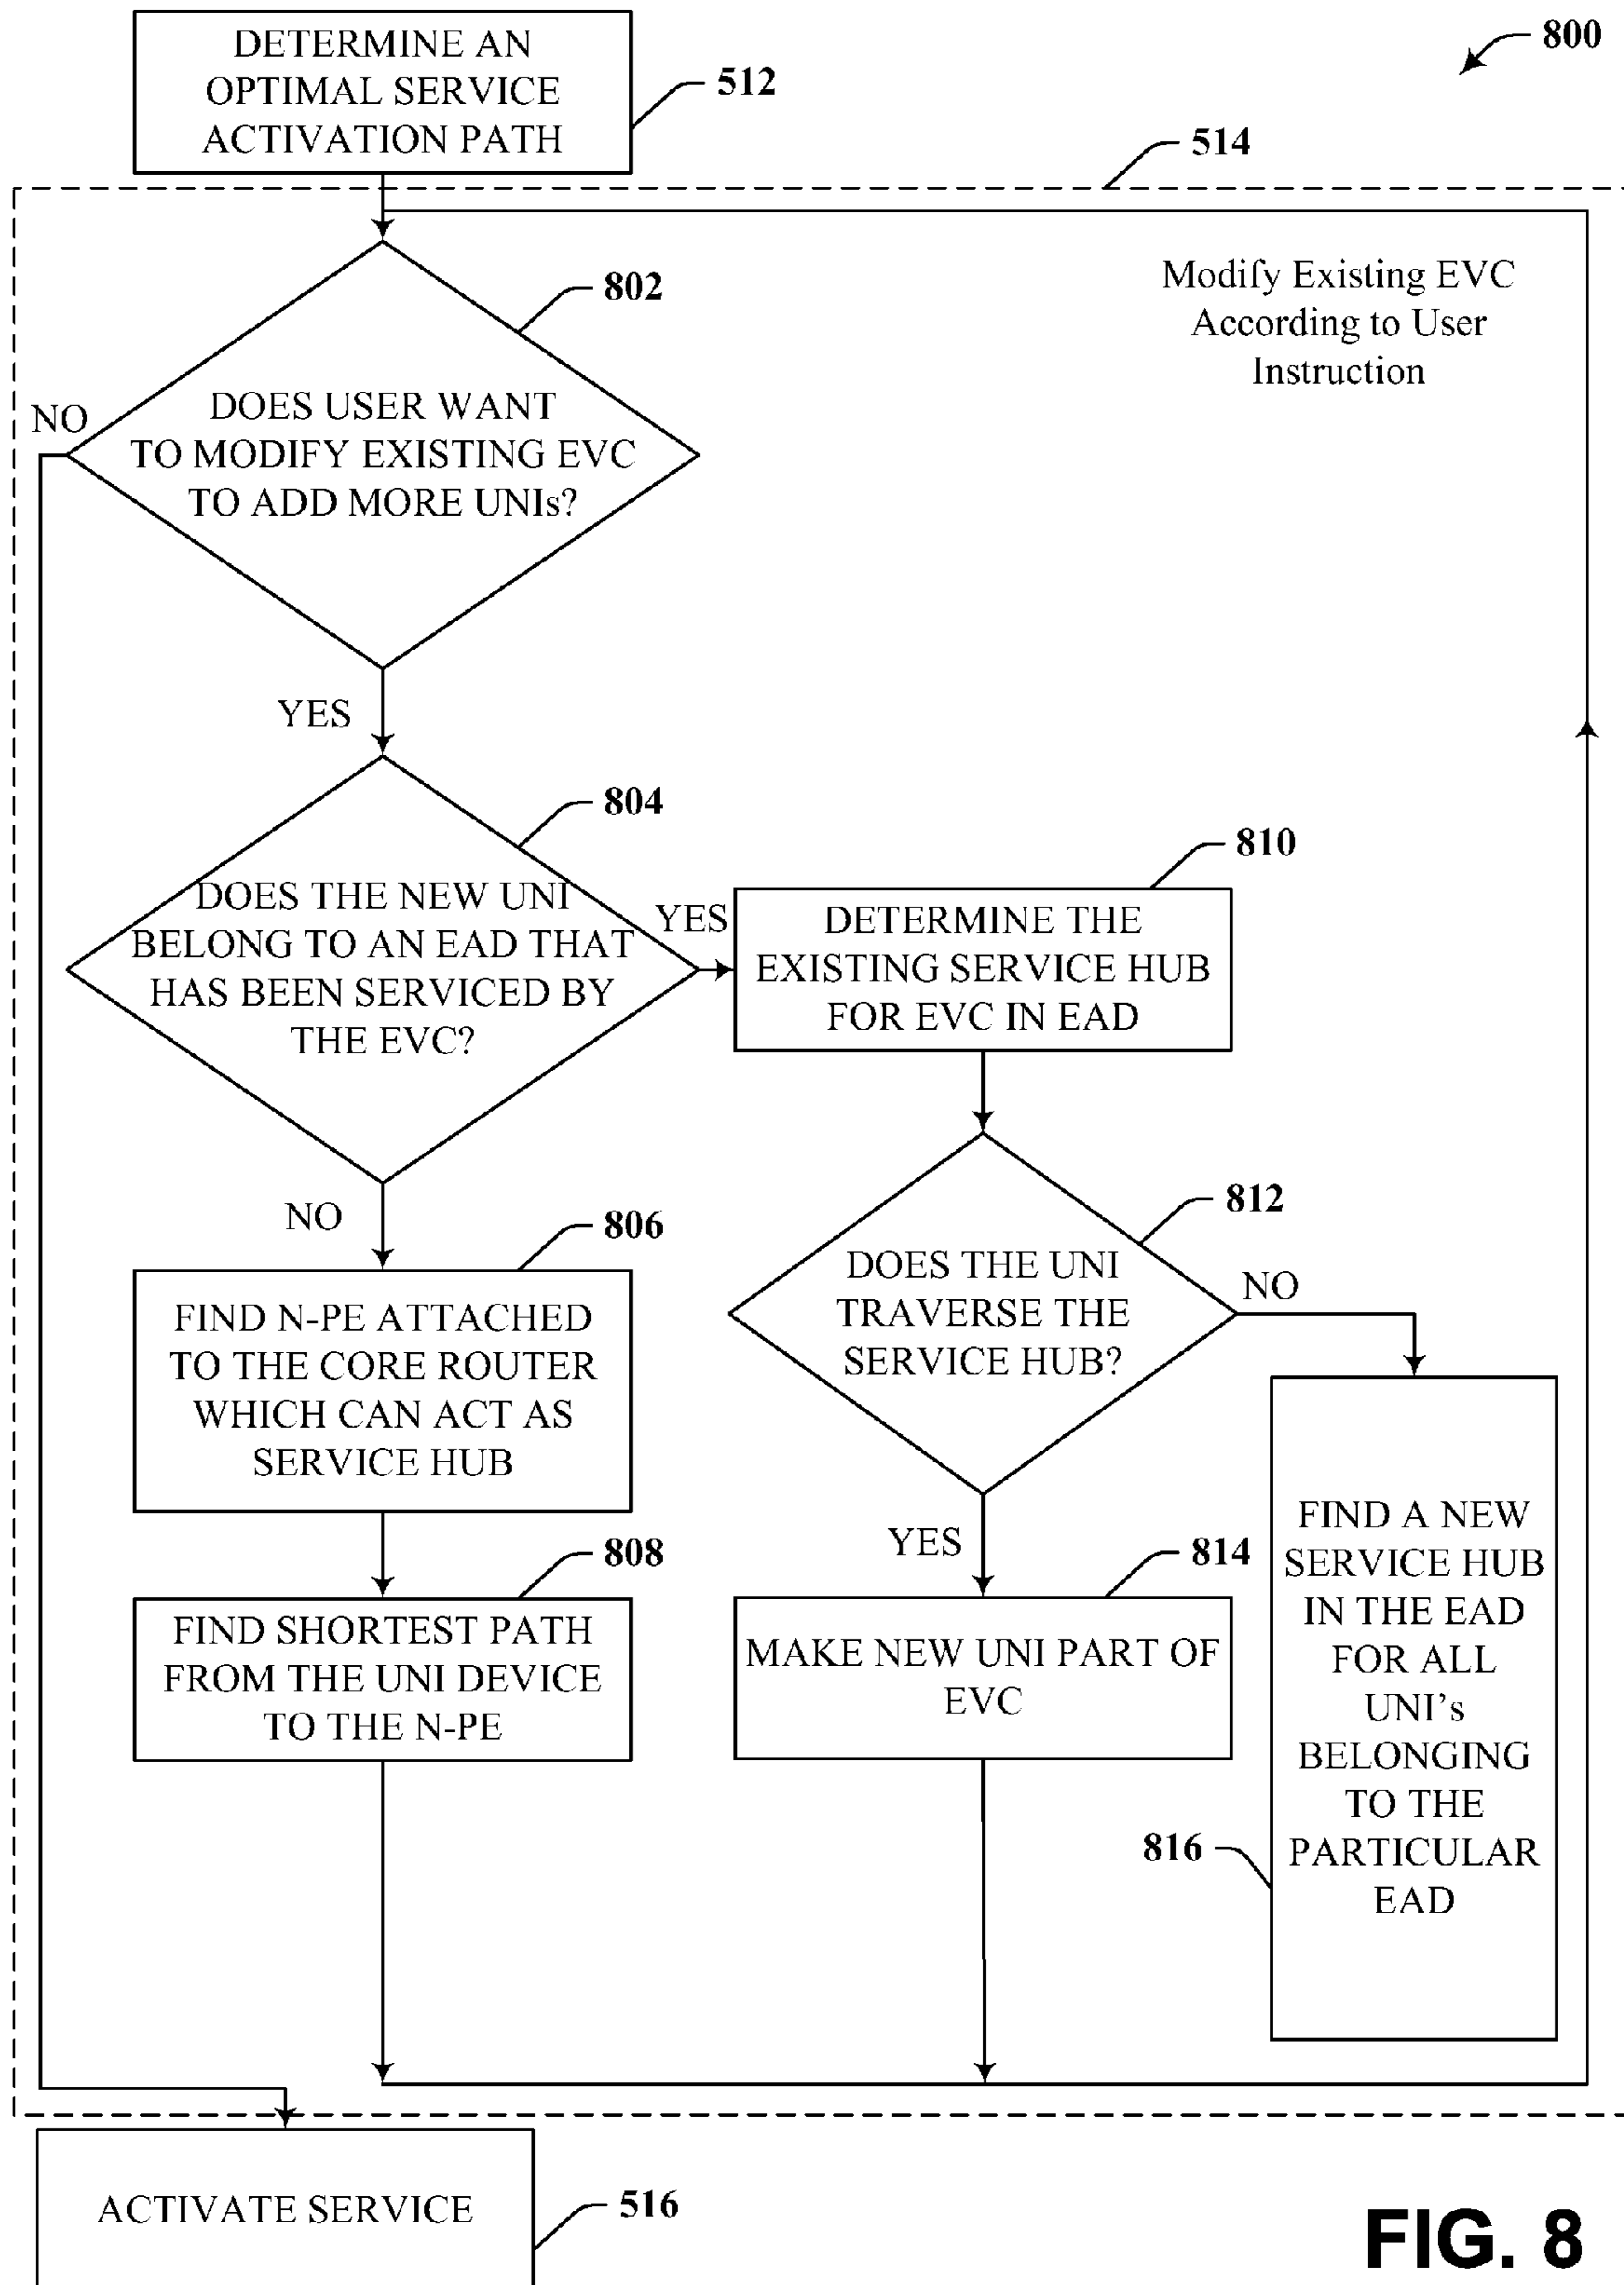 DETERMINE AN
OPTIMAL SERVICE
ACTIVATION PATH
512
800
514
Modify Existing EVC
According to User
Instruction
802
NO
DOES USER WANT
TO MODIFY EXISTING EVC
TO ADD MORE UNIs?
YES
804
DOES THE NEW UNI
BELONG TO AN EAD THAT
HAS BEEN SERVICED BY
THE EVC?
YES
810
DETERMINE THE
EXISTING SERVICE HUB
FOR EVC IN EAD
NO
806
FIND N-PE ATTACHED
TO THE CORE ROUTER
WHICH CAN ACT AS
SERVICE HUB
812
DOES THE UNI
TRAVERSE THE
SERVICE HUB?
NO
808
FIND SHORTEST PATH
FROM THE UNI DEVICE
TO THE N-PE
YES
814
MAKE NEW UNI PART OF
EVC
816
FIND A NEW
SERVICE HUB
IN THE EAD
FOR ALL
UNI's
BELONGING
TO THE
PARTICULAR
EAD
ACTIVATE SERVICE
516
FIG. 8